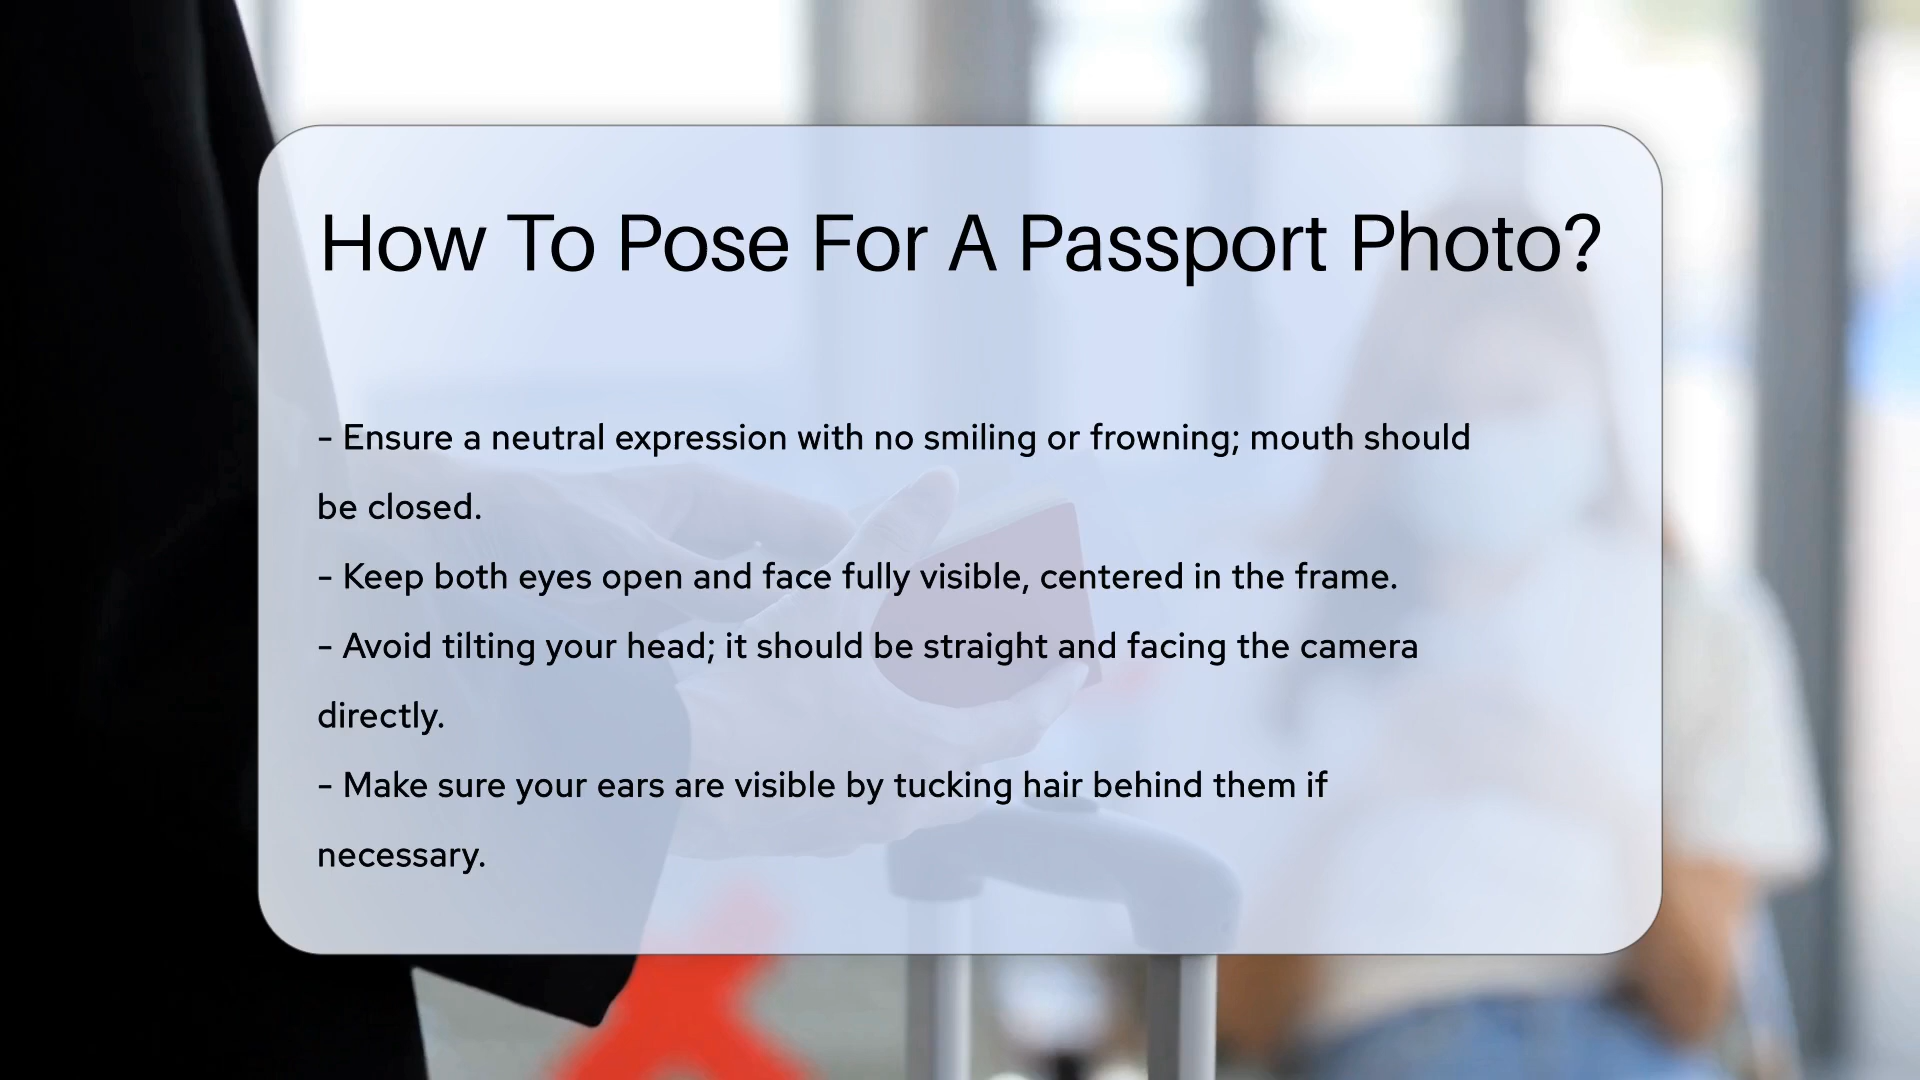 How To Pose For A Passport Photo?
- Ensure a neutral expression with no smiling or frowning; mouth should
be closed.
- Keep both eyes open and face fully visible, centered in the frame.
- Avoid tilting your head; it should be straight and facing the camera
directly.
- Make sure your ears are visible by tucking hair behind them if
necessary.